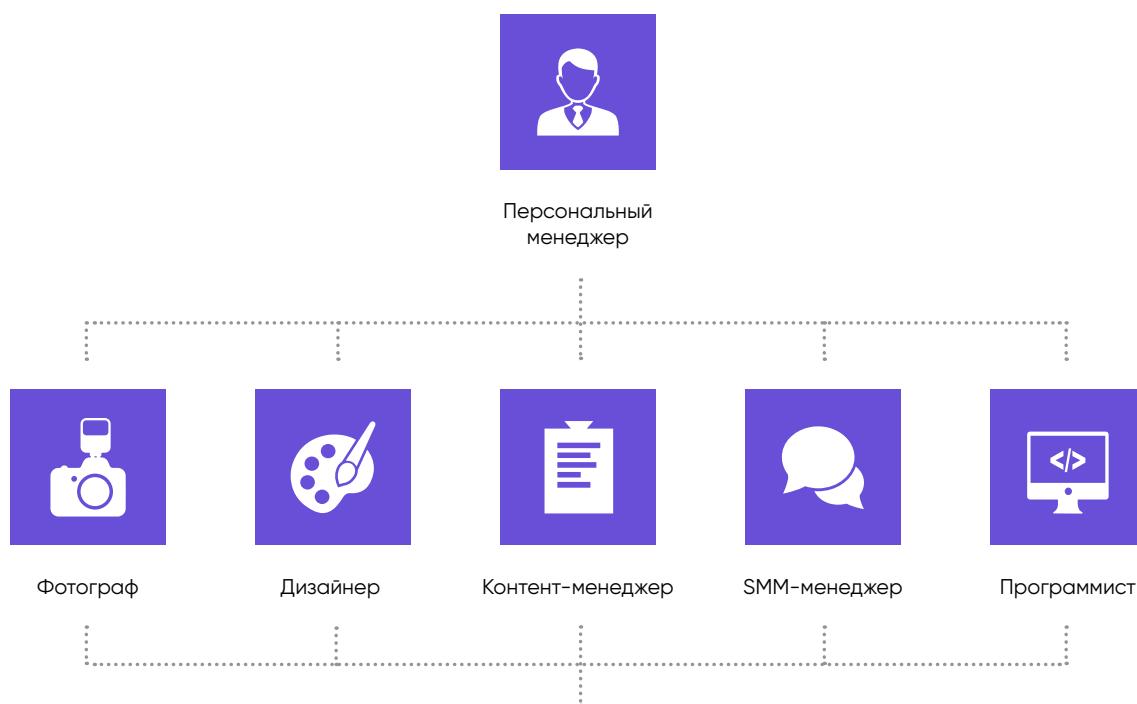 Персональный
менеджер
</>
Фотограф
Дизайнер
Контент-менеджер
SMM-менеджер
Программист